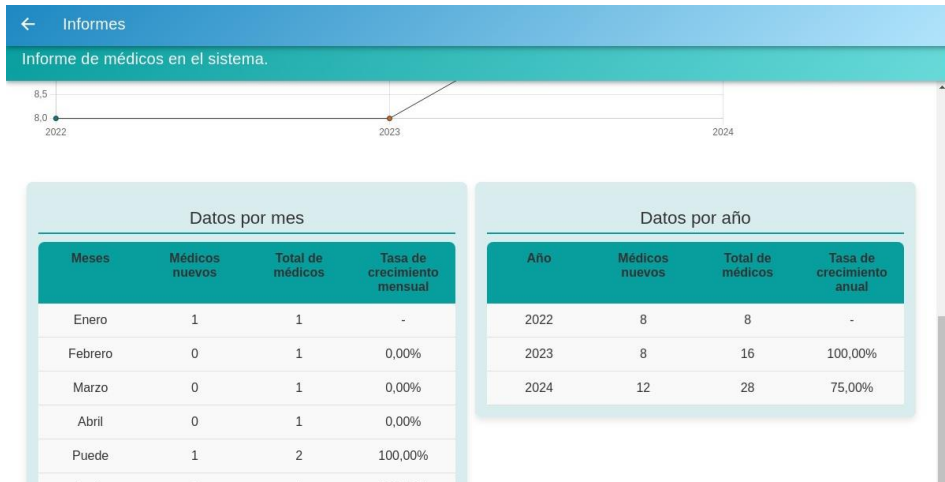 Informes
Informe de médicos en el sistema.
8,5
8,0
2022 2023 2024
Datos por mes
Meses Médicos nuevos Total de médicos Tasa de crecimiento mensual
Enero 1 1 -
Febrero 0 1 0,00%
Marzo 0 1 0,00%
Abril 0 1 0,00%
Puede 1 2 100,00%
Datos por año
Año Médicos nuevos Total de médicos Tasa de crecimiento anual
2022 8 8 -
2023 8 16 100,00%
2024 12 28 75,00%